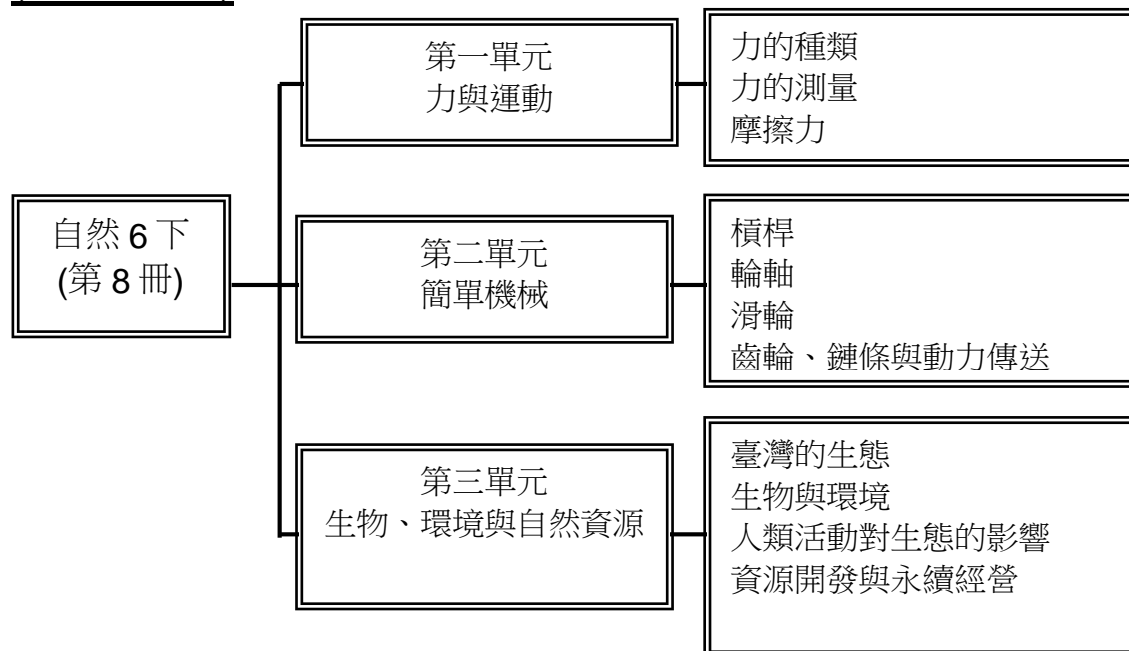 自然 6 下
(第 8 冊)
第一單元
力與運動
力的種類
力的測量
摩擦力
第二單元
簡單機械
槓桿
輪軸
滑輪
齒輪、鏈條與動力傳送
第三單元
生物、環境與自然資源
臺灣的生態
生物與環境
人類活動對生態的影響
資源開發與永續經營